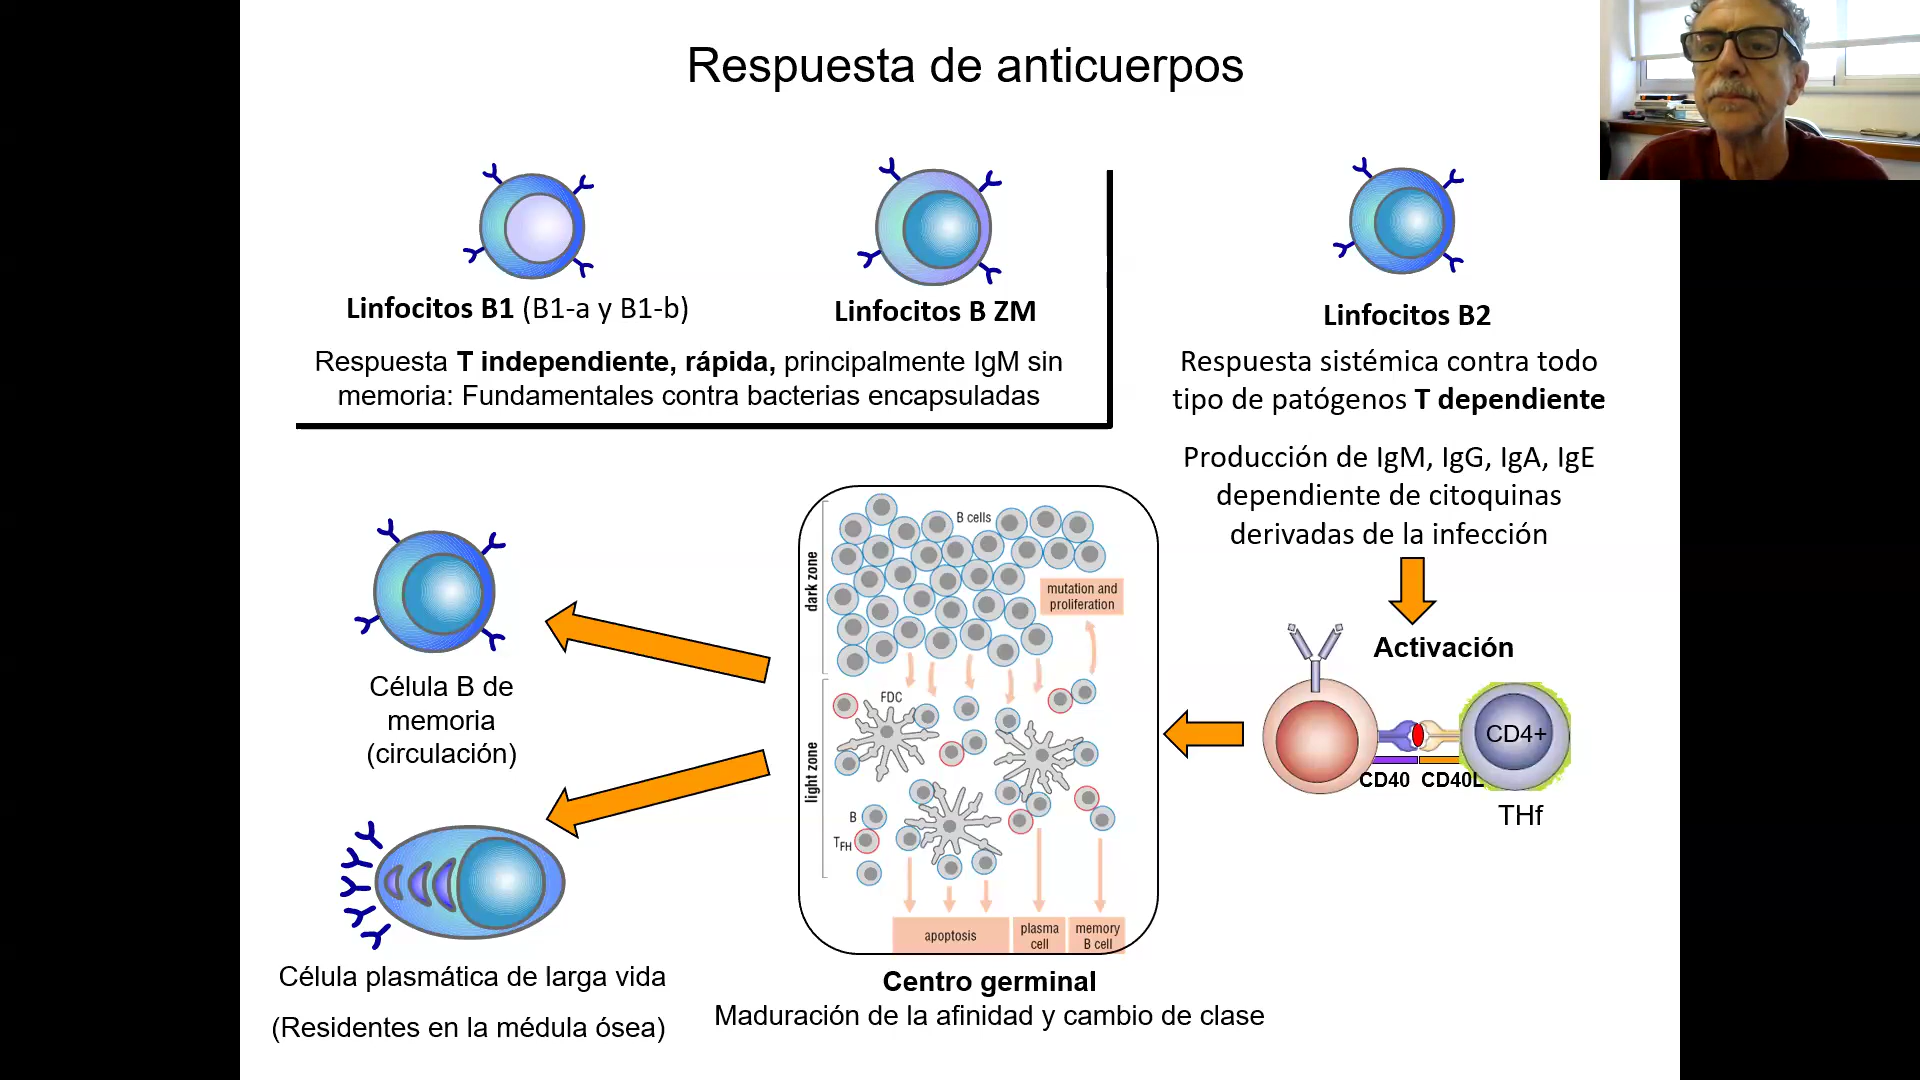 Respuesta de anticuerpos
Linfocitos B1 (B1-a y B1-b)
Linfocitos B ZM
Respuesta T independiente, rápida, principalmente IgM sin
memoria: Fundamentales contra bacterias encapsuladas
Linfocitos B2
Respuesta sistémica contra todo
tipo de patógenos T dependiente
Producción de IgM, IgG, IgA, IgE
dependiente de citoquinas
derivadas de la infección
Activación
CD4+
CD40 CD40L
THf
B cells
dark zone
mutation and
proliferation
FDC
light zone
B
TFH
apoptosis
plasma
cell
memory
B cell
Centro germinal
Maduración de la afinidad y cambio de clase
Célula B de
memoria
(circulación)
Célula plasmática de larga vida
(Residentes en la médula ósea)